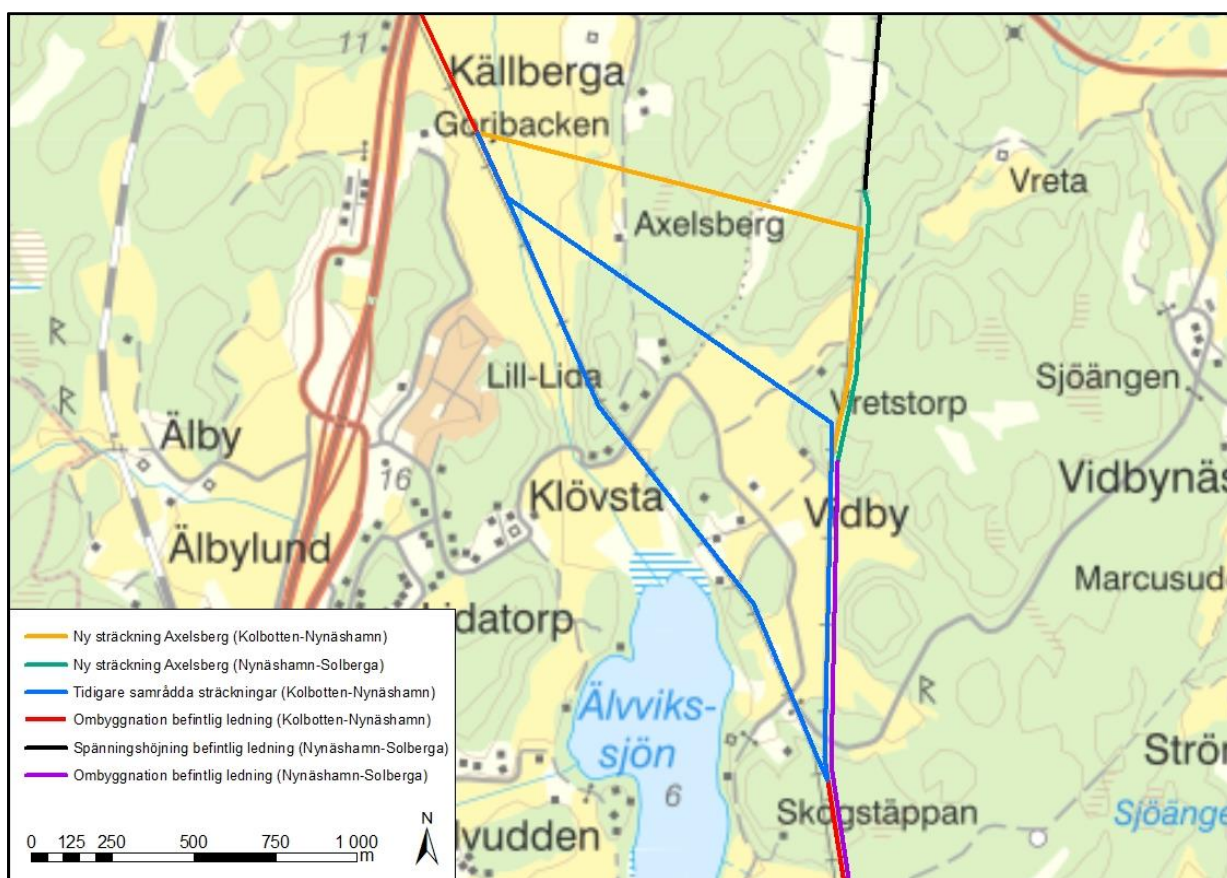 11
Källberga
Gorjbacken
Vreta
Axelsberg
R
Lill-Lida
Sjöängen
Vretstorp
R
Älby
16
Klövsta
Vidbynäs
Vidby
Älbylund
Marcusud
Lidatorp
R
Älvviks-
sjön
Strör
6
Skogstäppan
Sjöänge
lvudden
Ny sträckning Axelsberg (Kolbotten-Nynäshamn)
Ny sträckning Axelsberg (Nynäshamn-Solberga)
Tidigare samrådda sträckningar (Kolbotten-Nynäshamn)
Ombyggnation befintlig ledning (Kolbotten-Nynäshamn)
Spänningshöjning befintlig ledning (Nynäshamn-Solberga)
Ombyggnation befintlig ledning (Nynäshamn-Solberga)
0 125 250 500 750 1 000
m
N